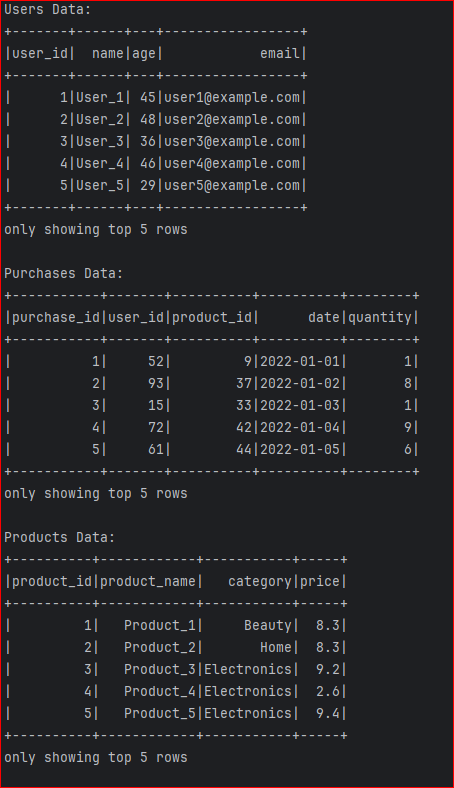 Users Data:
+-------+------+---+-----------------+
|user_id|  name|age|            email|
+-------+------+---+-----------------+
|      1|User_1| 45|user1@example.com|
|      2|User_2| 48|user2@example.com|
|      3|User_3| 36|user3@example.com|
|      4|User_4| 46|user4@example.com|
|      5|User_5| 29|user5@example.com|
+-------+------+---+-----------------+
only showing top 5 rows

Purchases Data:
+-----------+-------+----------+----------+--------+
|purchase_id|user_id|product_id|      date|quantity|
+-----------+-------+----------+----------+--------+
|          1|     52|         9|2022-01-01|       1|
|          2|     93|        37|2022-01-02|       8|
|          3|     15|        33|2022-01-03|       1|
|          4|     72|        42|2022-01-04|       9|
|          5|     61|        44|2022-01-05|       6|
+-----------+-------+----------+----------+--------+
only showing top 5 rows

Products Data:
+----------+------------+-----------+-----+
|product_id|product_name|   category|price|
+----------+------------+-----------+-----+
|         1|   Product_1|     Beauty|  8.3|
|         2|   Product_2|       Home|  8.3|
|         3|   Product_3|Electronics|  9.2|
|         4|   Product_4|Electronics|  2.6|
|         5|   Product_5|Electronics|  9.4|
+----------+------------+-----------+-----+
only showing top 5 rows